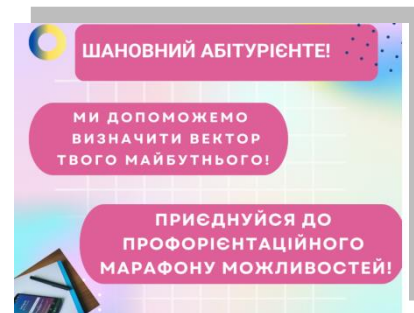 ШАНОВНИЙ АБІТУРІЄНТЕ!
МИ ДОПОМОЖЕМО
ВИЗНАЧИТИ ВЕКТОР
ТВОГО МАЙБУТНЬОГО!
ПРИЄДНУЙСЯ ДО
ПРОФОРІЄНТАЦІЙНОГО
МАРАФОНУ МОЖЛИВОСТЕЙ!